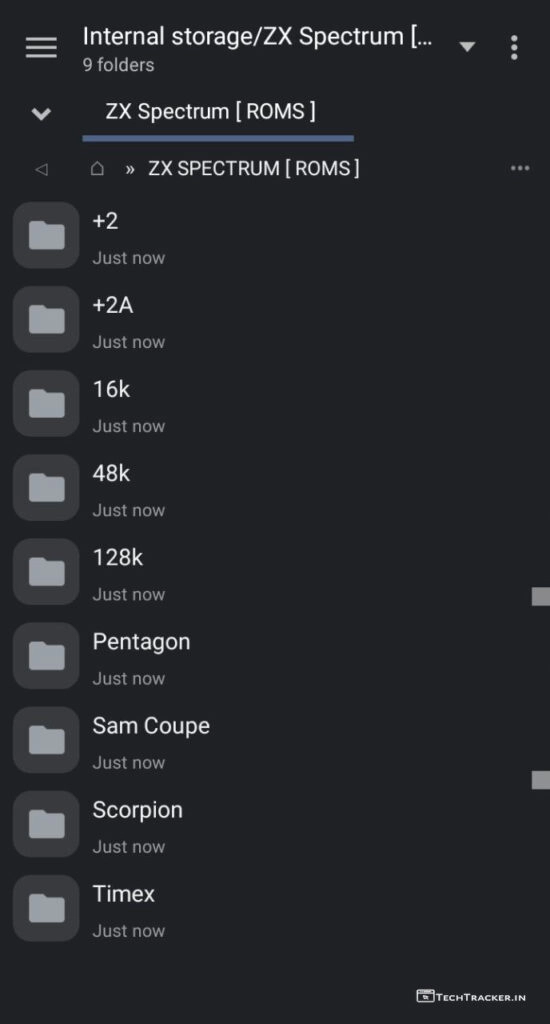 Internal storage/ZX Spectrum [...
9 folders
ZX Spectrum [ ROMS ]
» ZX SPECTRUM [ ROMS ]
+2
Just now
+2A
Just now
16k
Just now
48k
Just now
128k
Just now
Pentagon
Just now
Sam Coupe
Just now
Scorpion
Just now
Timex
Just now
TECHTRACKER.IN